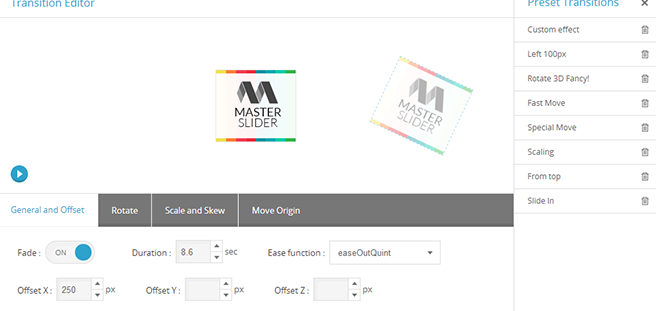 Transition Editor
Preset Transitions
Custom effect
Left 100px
Rotate 3D Fancy!
Fast Move
Special Move
Scaling
From top
Slide In
MASTER
SLIDER
MASTER
SLIDER
General and Offset Rotate Scale and Skew Move Origin
Fade : ON Duration : 8.6 sec Ease function : easeOutQuint
Offset X : 250 px Offset Y : px Offset Z : px